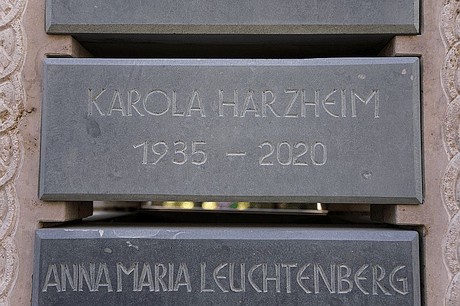 KAROLA HARZHEIM
1935 – 2020
ANNA MARIA LEUCHTENBERG